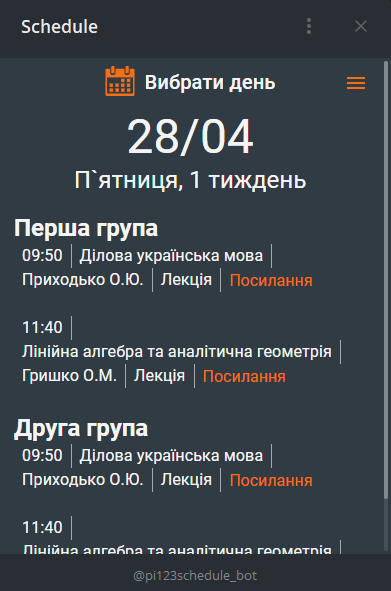 Schedule
Вибрати день
28/04
П`ятниця, 1 тиждень
Перша група
09:50 Ділова українська мова
Приходько О.Ю. Лекція Посилання
11:40
Лінійна алгебра та аналітична геометрія
Гришко О.М. Лекція Посилання
Друга група
09:50 Ділова українська мова
Приходько О.Ю. Лекція Посилання
11:40
Лінійна алгебра та аналітична геометрія
@pi123schedule_bot